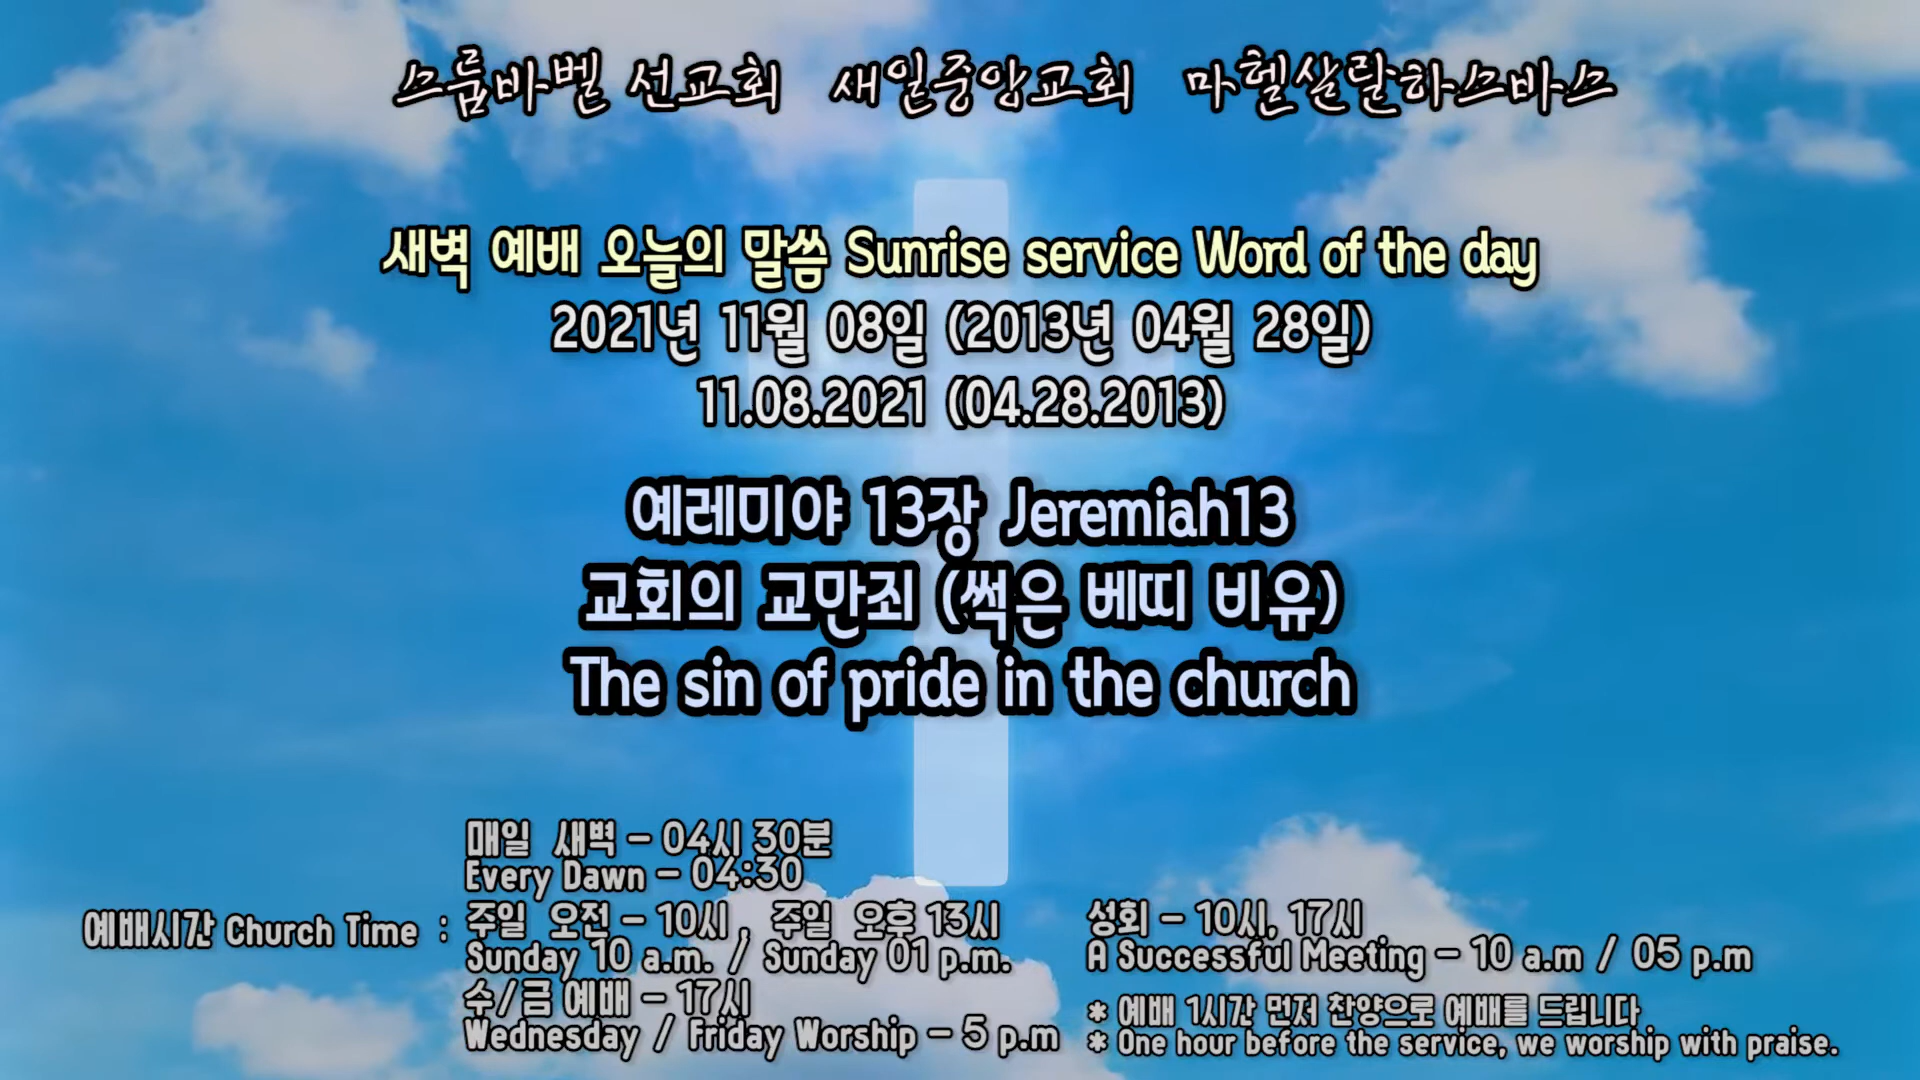 스룹바벨 선교회 새일중앙교회 마헬살랄하스바스
새벽 예배 오늘의 말씀 Sunrise service Word of the day
2021년 11월 08일 (2013년 04월 28일)
11.08.2021 (04.28.2013)
예레미야 13장 Jeremiah13
교회의 교만죄 (썩은 베띠 비유)
The sin of pride in the church
예배시간 Church Time :
매일 새벽 - 04시 30분
Every Dawn - 04:30
주일 오전 - 10시 , 주일 오후 13시
Sunday 10 a.m. / Sunday 01 p.m.
수/금 예배 - 17시
Wednesday / Friday Worship - 5 p.m
성회 - 10시, 17시
A Successful Meeting - 10 a.m / 05 p.m
* 예배 1시간 먼저 찬양으로 예배를 드립니다
* One hour before the service, we worship with praise.